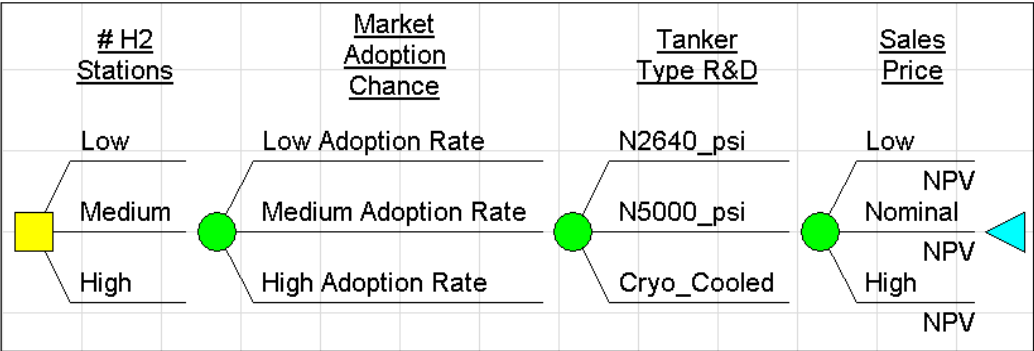 # H2
Stations
Market
Adoption
Chance
Tanker
Type R&D
Sales
Price
Low
Low Adoption Rate
N2640_psi
Low
NPV
Medium
Medium Adoption Rate
N5000_psi
Nominal
NPV
High
High Adoption Rate
Cryo_Cooled
High
NPV